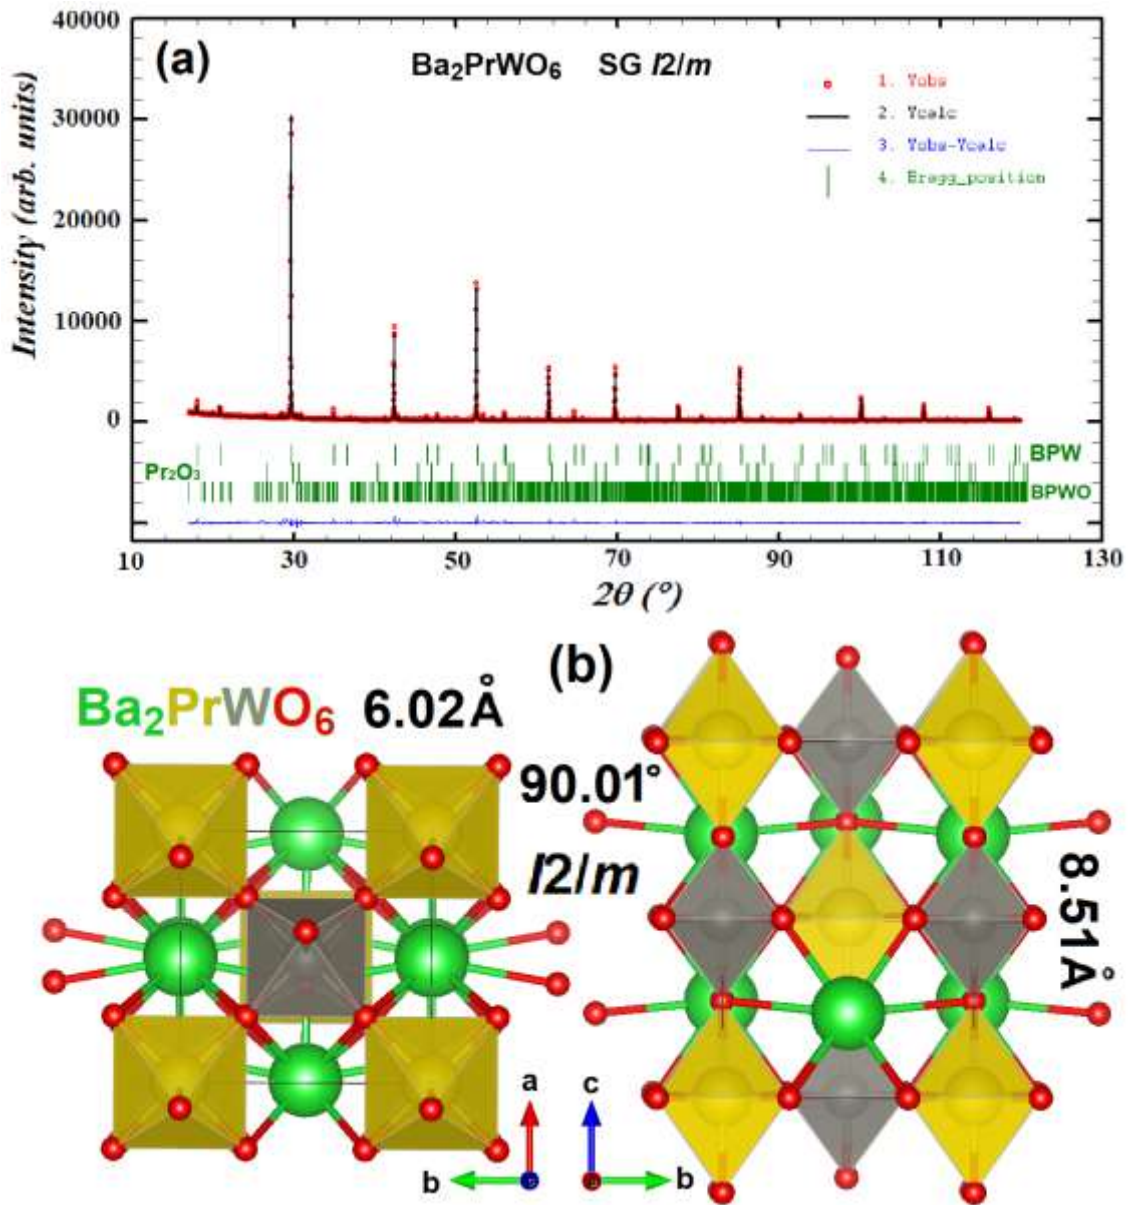 (a)
Ba₂PrWO₆ SG I2/m
1. Yobs
2. Ycalc
3. Yobs-Ycalc
4. Bragg_position
Intensity (arb. units)
40000
30000
20000
10000
0
BPW
Pr₂O₃
BPWO
10 30 50 70 90 110 130
2θ (°)
(b)
Ba₂PrWO₆ 6.02Å
90.01°
I2/m
8.51Å
a
b
c
b